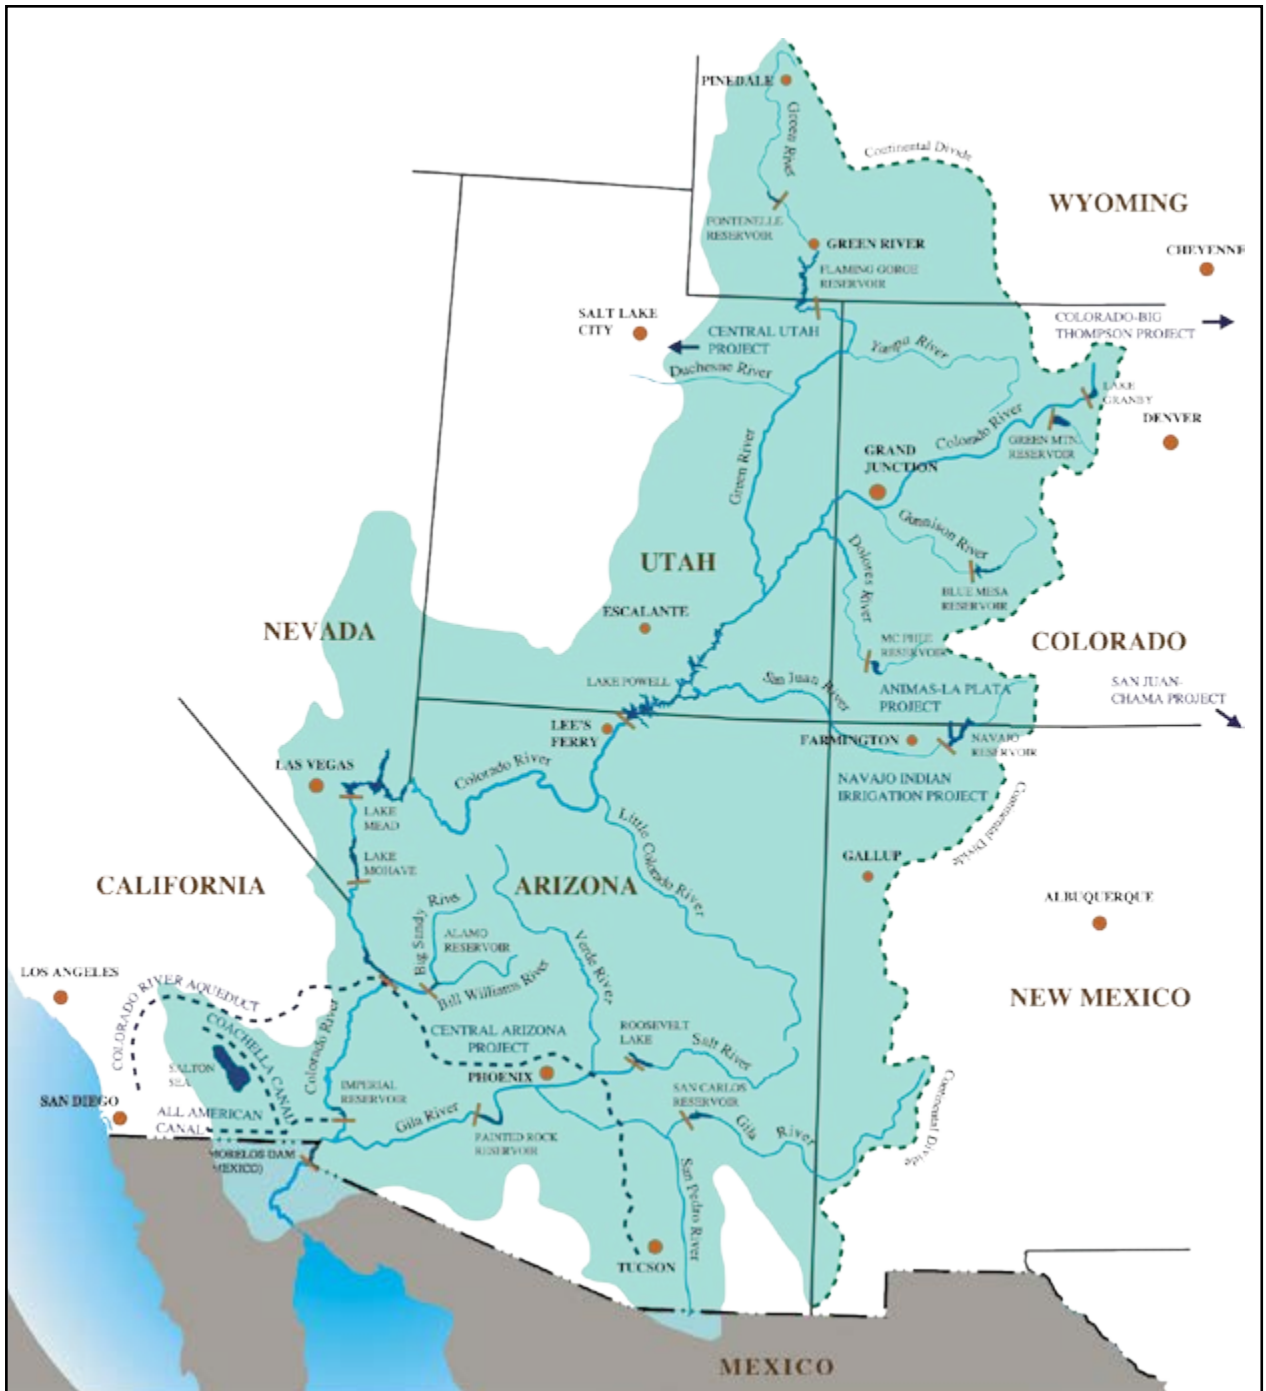 PINEDALE
Green River
Continental Divide
WYOMING
FONTENELLE
RESERVOIR
GREEN RIVER
CHEYENNE
FLAMING GORGE
RESERVOIR
SALT LAKE
CITY
CENTRAL UTAH
PROJECT
COLORADO-BIG
THOMPSON PROJECT
Yampa River
Duchesne River
LAKE
GRANBY
DENVER
Colorado River
GREEN MTN.
RESERVOIR
GRAND
JUNCTION
Green River
Gunnison River
UTAH
Dolores River
BLUE MESA
RESERVOIR
ESCALANTE
NEVADA
COLORADO
MC PHEE
RESERVOIR
LAKE POWELL
San Juan River
ANIMAS-LA PLATA
PROJECT
SAN JUAN-
CHAMA PROJECT
LEE'S
FERRY
FARMINGTON
NAVAJO
RESERVOIR
LAS VEGAS
Colorado River
NAVAJO INDIAN
IRRIGATION PROJECT
LAKE
MEAD
Little Colorado River
Continental Divide
LAKE
MOHAVE
GALLUP
CALIFORNIA
ARIZONA
ALBUQUERQUE
Big Sandy River
ALAMO
RESERVOIR
Verde River
LOS ANGELES
COLORADO RIVER AQUEDUCT
Bill Williams River
NEW MEXICO
COACHELLA CANAL
Colorado River
CENTRAL ARIZONA
PROJECT
ROOSEVELT
LAKE
Salt River
SALTON
SEA
PHOENIX
IMPERIAL
RESERVOIR
SAN CARLOS
RESERVOIR
SAN DIEGO
ALL AMERICAN
CANAL
Gila River
PAINTED ROCK
RESERVOIR
Gila River
Continental Divide
MORELOS DAM
MEXICO)
San Pedro River
TUCSON
MEXICO